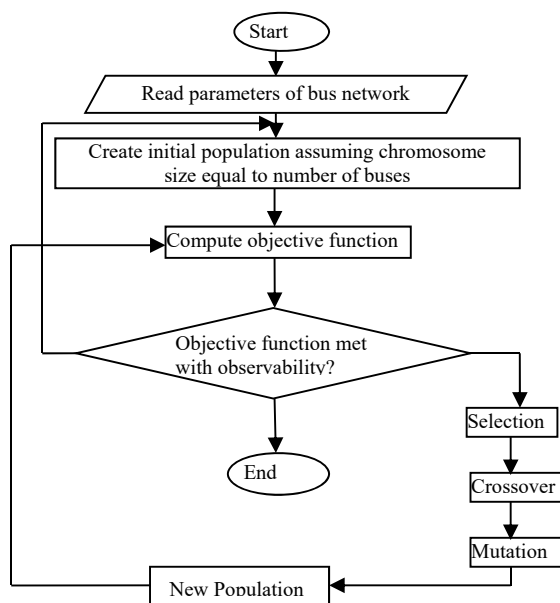 Start
Read parameters of bus network
Create initial population assuming chromosome
size equal to number of buses
Compute objective function
Objective function met
with observability?
Selection
End
Crossover
Mutation
New Population